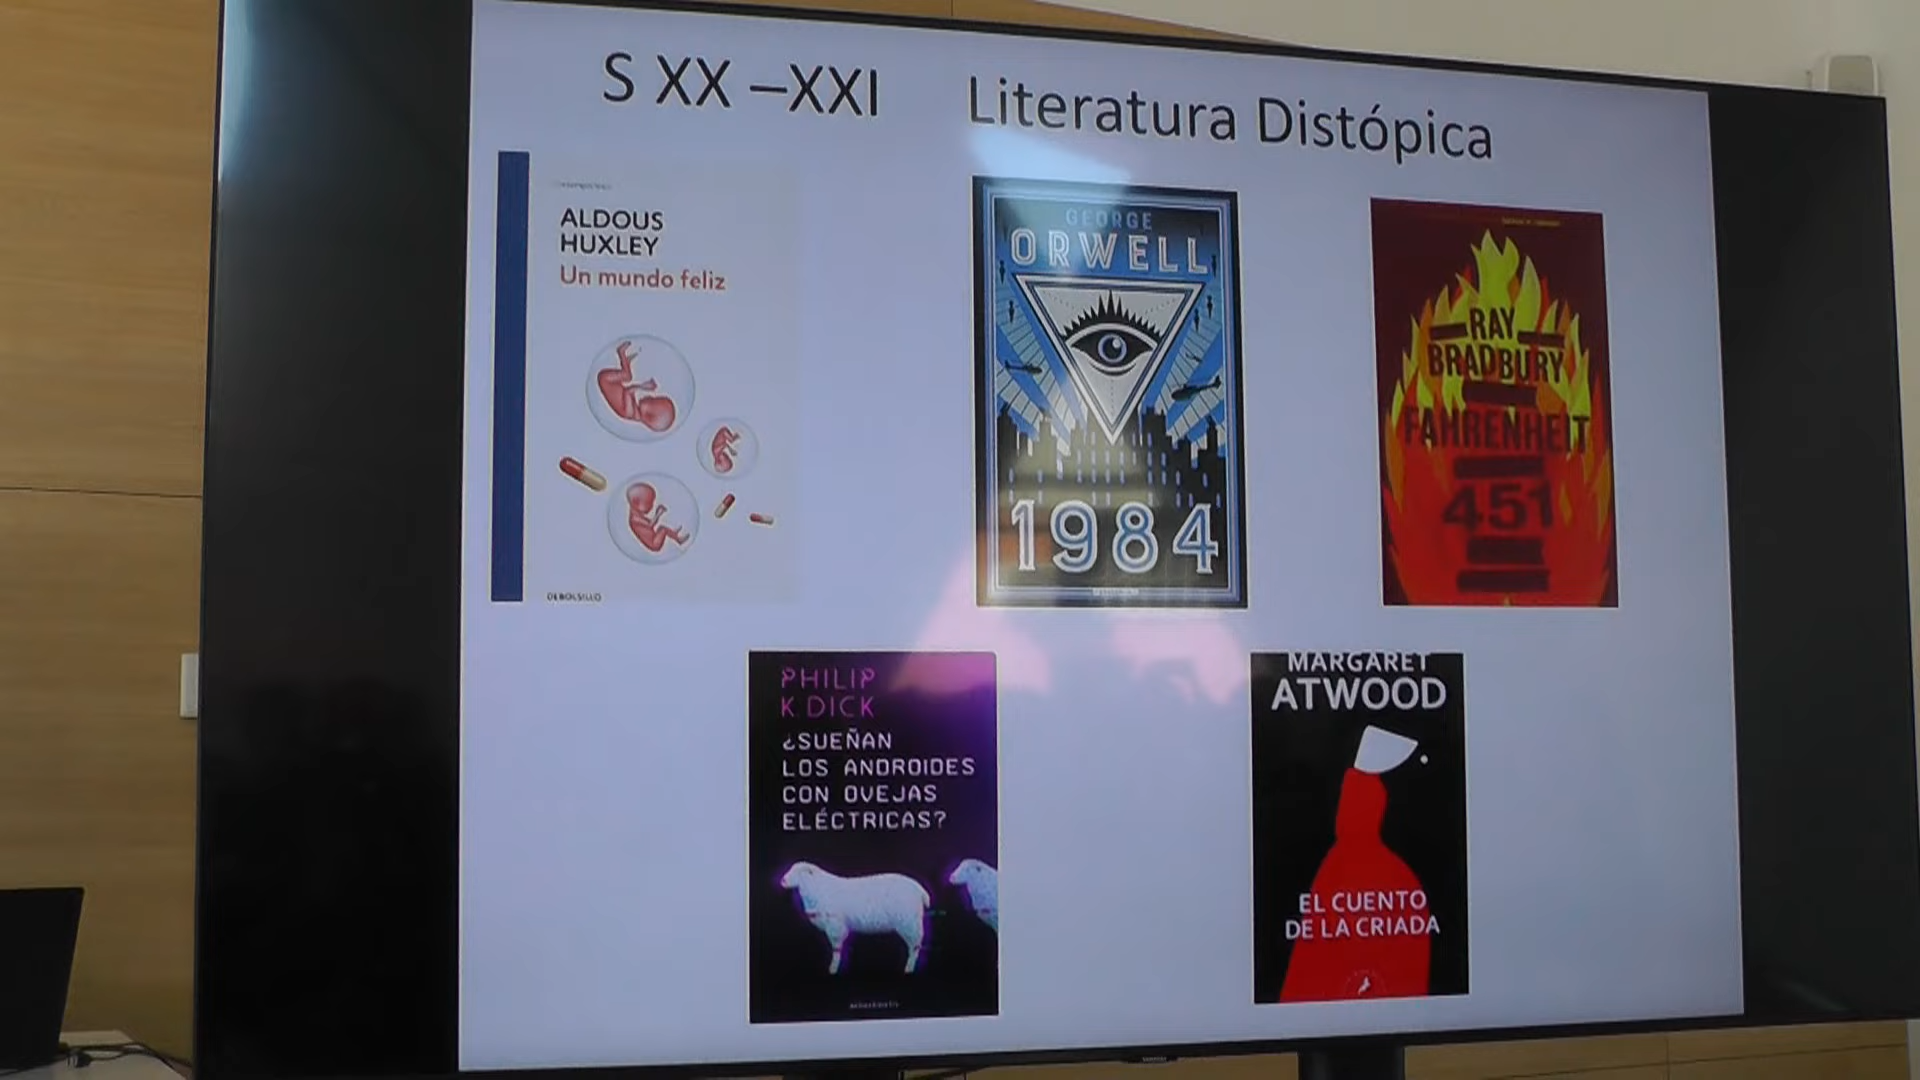 S XX –XXI Literatura Distópica
ALDOUS
HUXLEY
Un mundo feliz
DEBOLSILLO
GEORGE
ORWELL
1984
RAY
BRADBURY
FAHRENHEIT
451
PHILIP
K DICK
¿SUEÑAN
LOS ANDROIDES
CON OVEJAS
ELÉCTRICAS?
MARGARET
ATWOOD
EL CUENTO
DE LA CRIADA